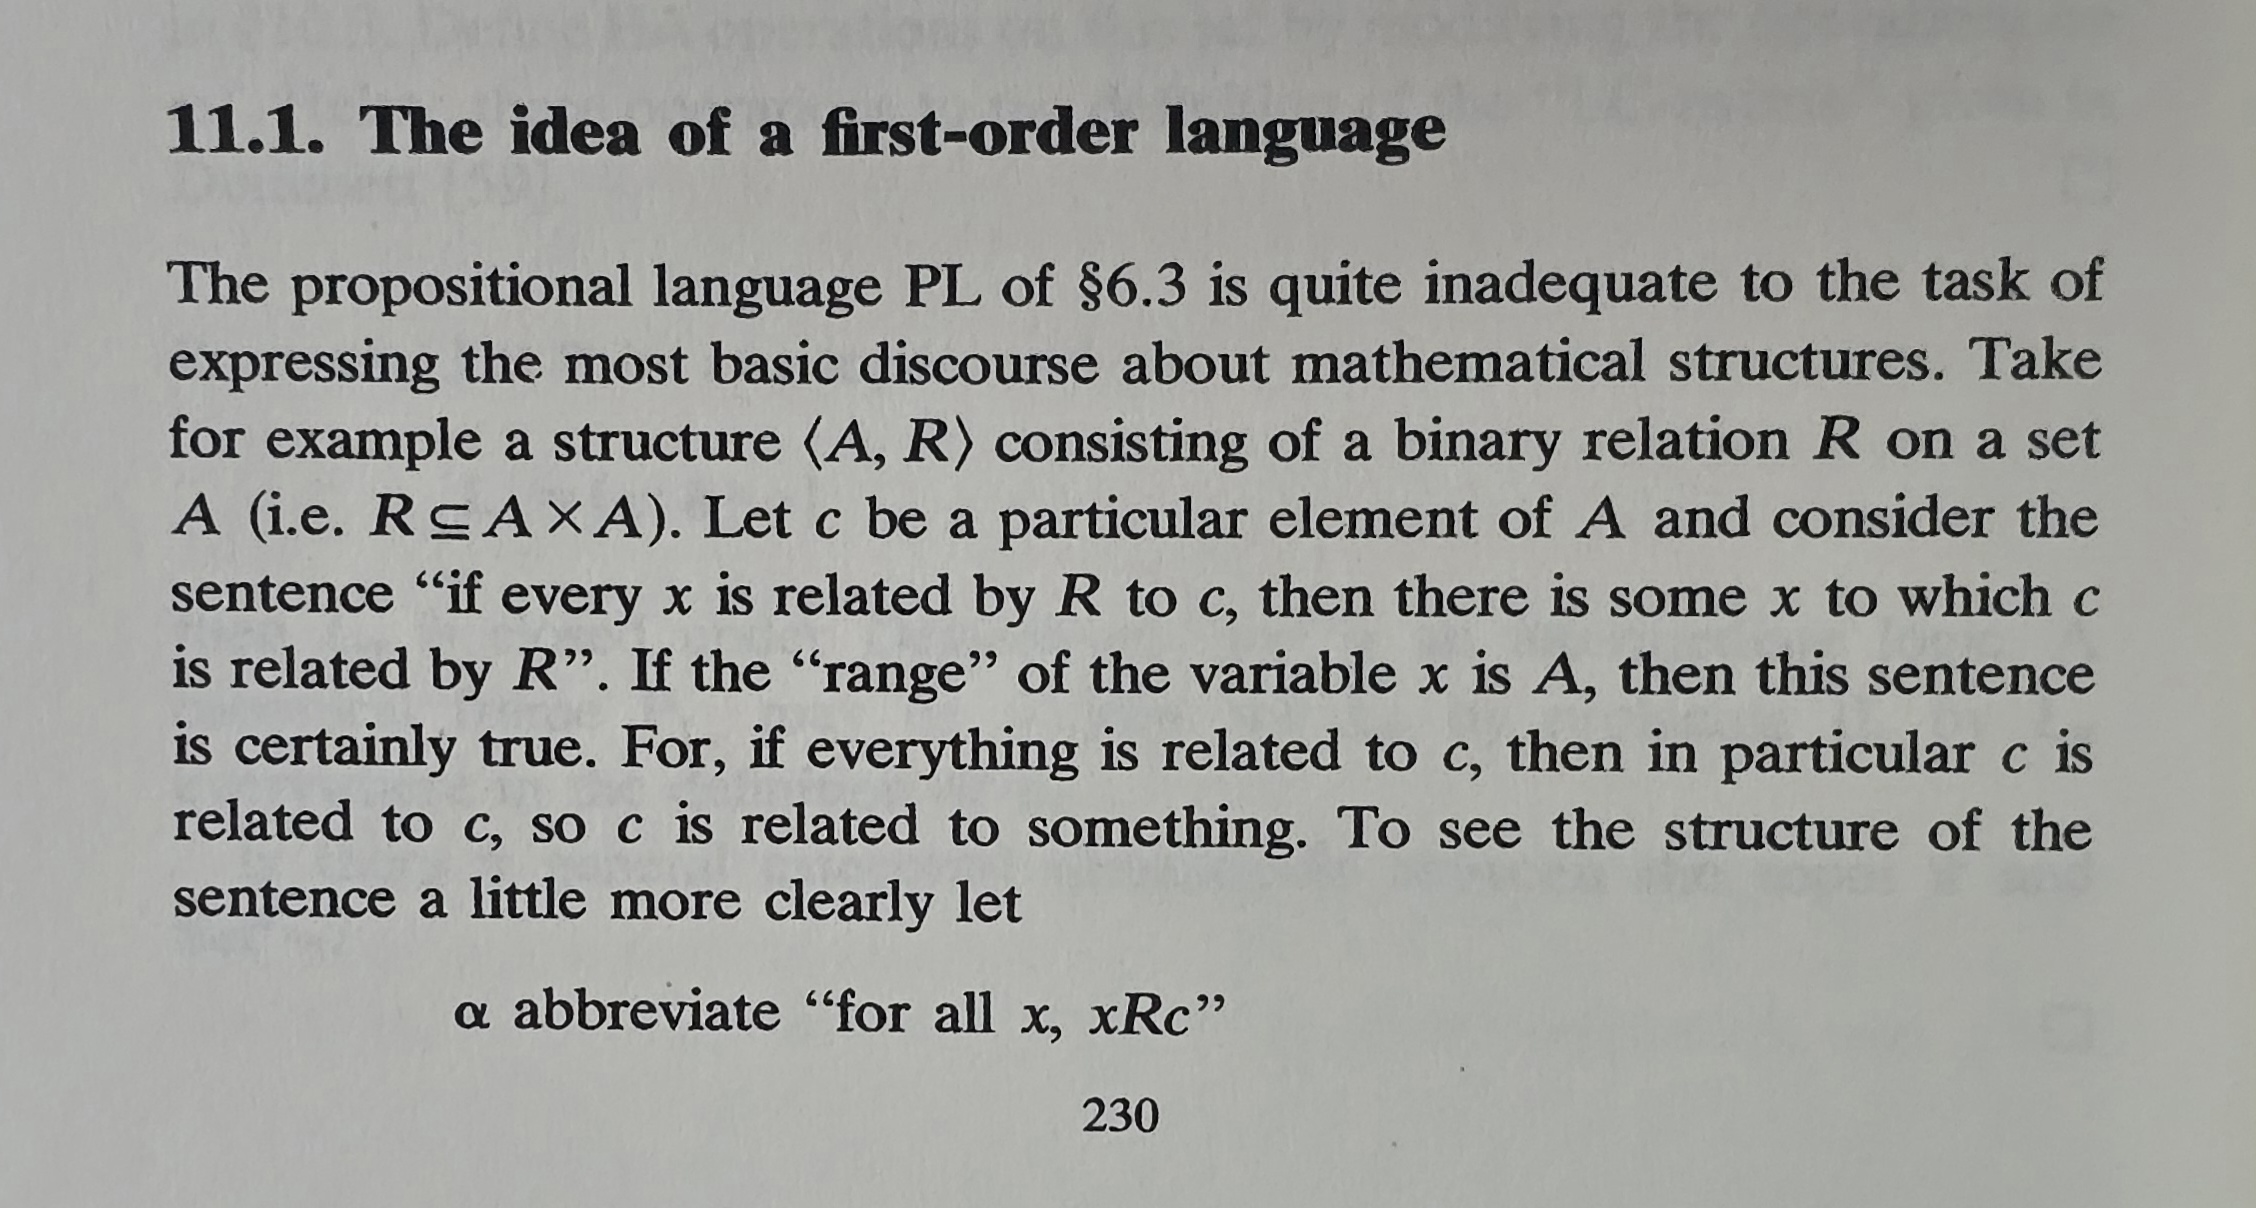 11.1. The idea of a first-order language
The propositional language PL of §6.3 is quite inadequate to the task of
expressing the most basic discourse about mathematical structures. Take
for example a structure ⟨A, R⟩ consisting of a binary relation R on a set
A (i.e. R ⊆ A × A). Let c be a particular element of A and consider the
sentence “if every x is related by R to c, then there is some x to which c
is related by R”. If the “range” of the variable x is A, then this sentence
is certainly true. For, if everything is related to c, then in particular c is
related to c, so c is related to something. To see the structure of the
sentence a little more clearly let
α abbreviate “for all x, xRc”
230